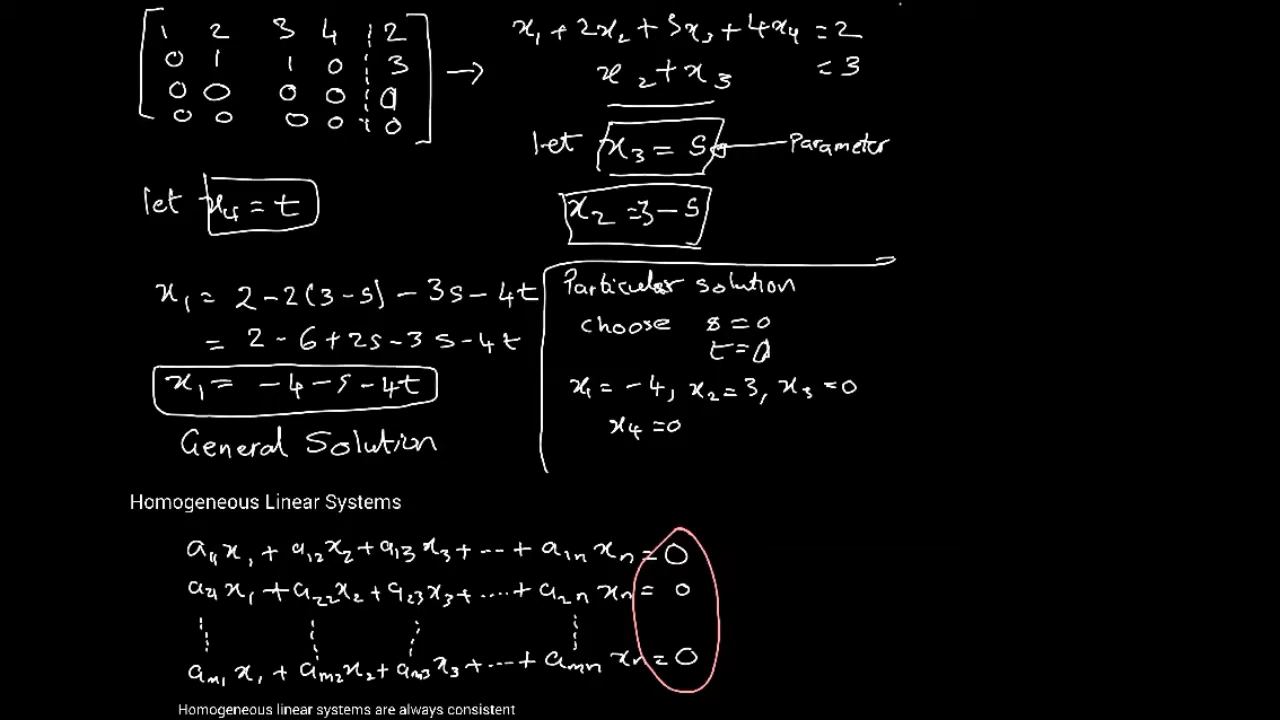 1 2 3 4 2
0 1 1 0 3
0 0 0 0 0
0 0 0 0 0
x₁ + 2x₂ + 3x₃ + 4x₄ = 2
x₂ + x₃ = 3
let x₃ = S Parameter
x₂ = 3 - s
let x₄ = t
x₁ = 2 - 2(3 - s) - 3s - 4t
= 2 - 6 + 2s - 3s - 4t
x₁ = -4 - s - 4t
General Solution
Particular solution
choose s = 0
t = 0
x₁ = -4, x₂ = 3, x₃ = 0
x₄ = 0
Homogeneous Linear Systems
a₁₁x₁ + a₁₂x₂ + a₁₃x₃ + ... + a₁ₙxₙ = 0
a₂₁x₁ + a₂₂x₂ + a₂₃x₃ + .... + a₂ₙxₙ = 0
aₘ₁x₁ + aₘ₂x₂ + aₘ₃x₃ + ... + aₘₙxₙ = 0
Homogeneous linear systems are always consistent